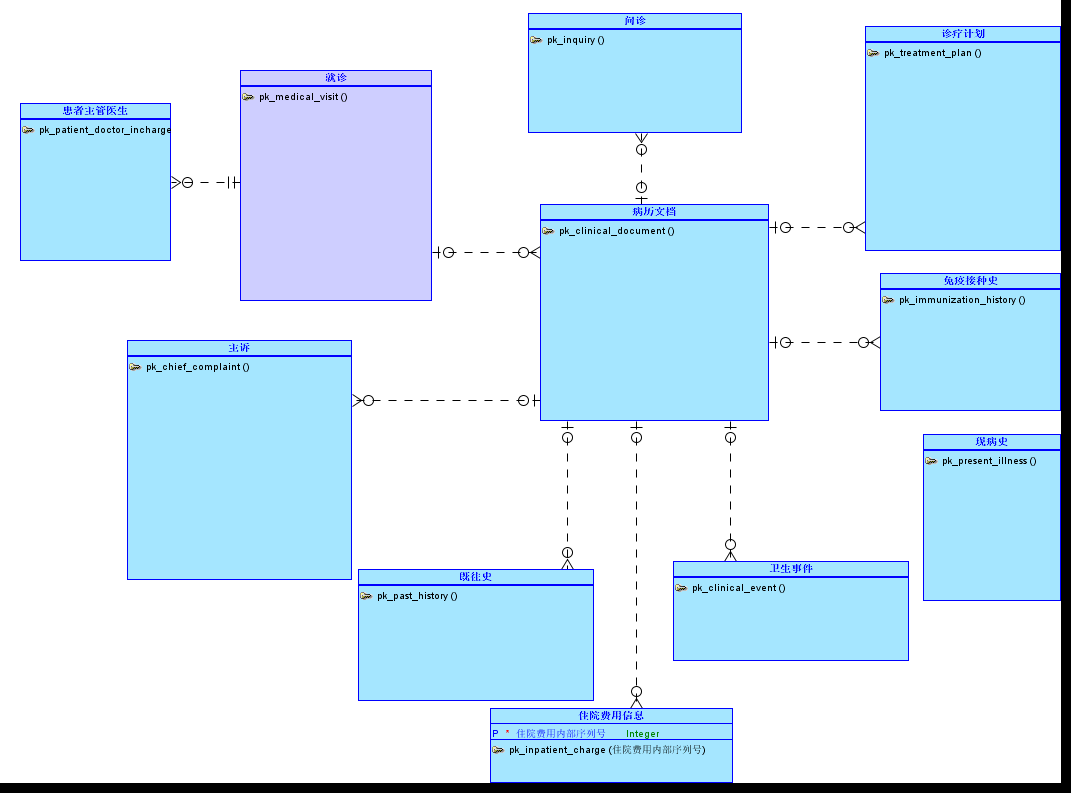 问诊
pk_inquiry ()
诊疗计划
pk_treatment_plan ()
就诊
pk_medical_visit ()
患者主管医生
pk_patient_doctor_incharge
病历文档
pk_clinical_document ()
免疫接种史
pk_immunization_history ()
主诉
pk_chief_complaint ()
现病史
pk_present_illness ()
既往史
pk_past_history ()
卫生事件
pk_clinical_event ()
住院费用信息
P * 住院费用内部序列号 Integer
pk_inpatient_charge (住院费用内部序列号)